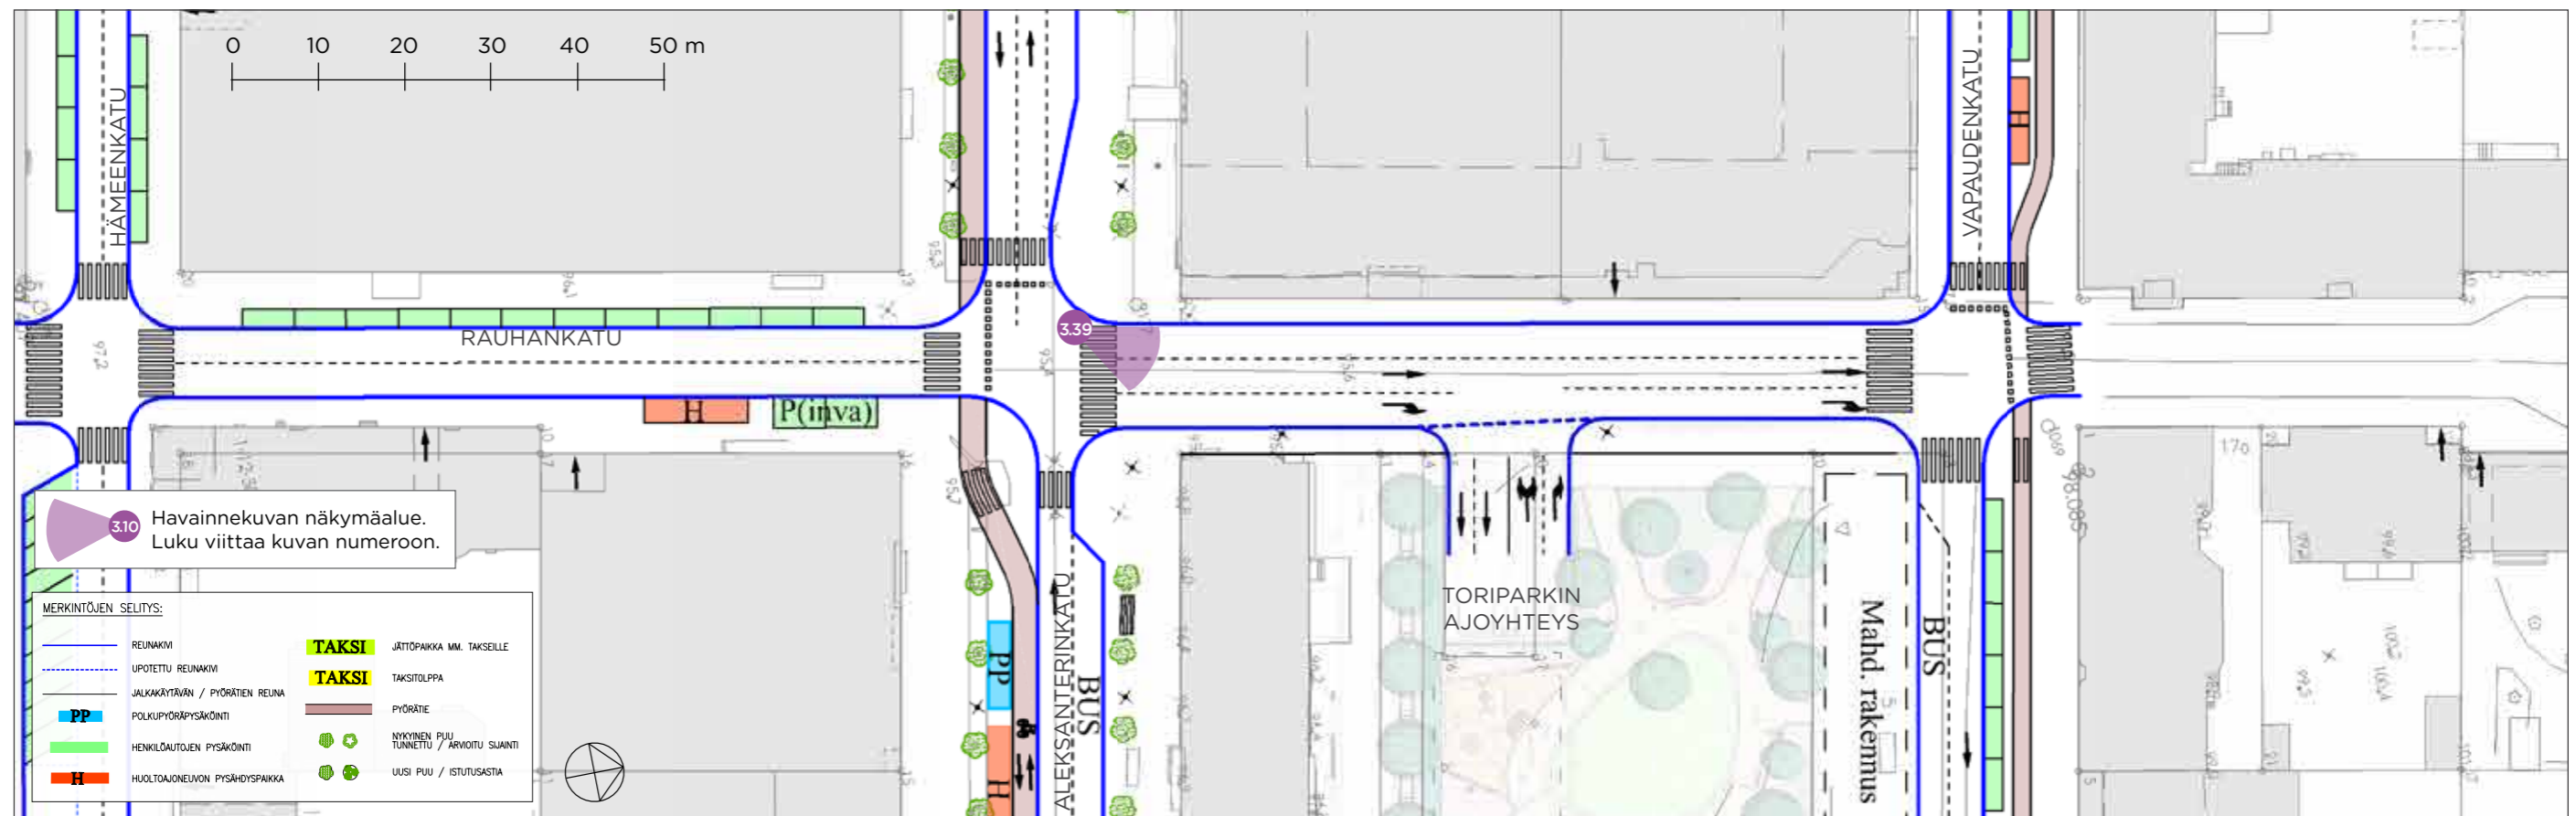 0 10 20 30 40 50 m
HÄMEENKATU
VAPAUDENKATU
3.39
RAUHANKATU
H
P(inva)
3.10
Havainnekuvan näkymäalue.
Luku viittaa kuvan numeroon.
MERKINTÖJEN SELITYS:
REUNAKIVI
UPOTETTU REUNAKIVI
JALKAKÄYTÄVÄN / PYÖRÄTIEN REUNA
PP POLKUPYÖRÄPYSÄKÖINTI
HENKILÖAUTOJEN PYSÄKÖINTI
H HUOLTOAJONEUVON PYSÄHDYSPAIKKA
TAKSI JÄTTÖPAIKKA MM. TAKSEILLE
TAKSI TAKSITOLPPA
PYÖRÄTIE
NYKYINEN PUU
TUNNETTU / ARVIOITU SIJAINTI
UUSI PUU / ISTUTUSASTIA
PP
H
ALEKSANTERINKATU
BUS
TORIPARKIN
AJOYHTEYS
Mahd. rakennus
BUS
H